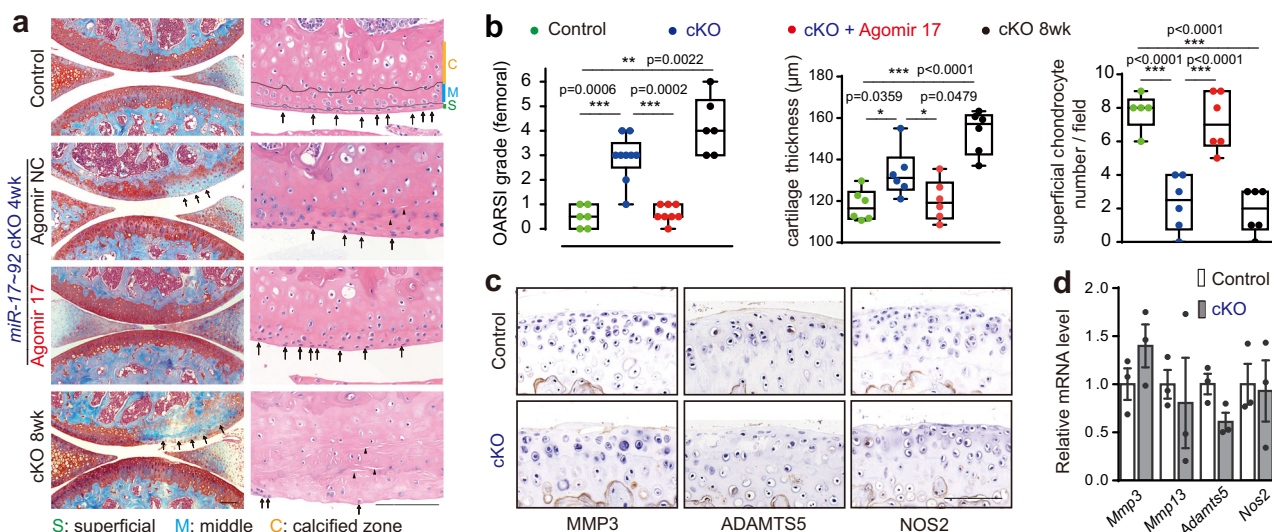 a
Control
miR-17~92 cKO 4wk
Agomir NC
Agomir 17
cKO 8wk
C
M
S
S: superficial M: middle C: calcified zone
b
Control cKO cKO + Agomir 17 cKO 8wk
OARSI grade (femoral)
6
5
4
3
2
1
0
** p=0.0022
p=0.0006 p=0.0002
*** ***
cartilage thickness (µm)
180
160
140
120
100
*** p<0.0001
p=0.0359 p=0.0479
* *
superficial chondrocyte
number / field
10
8
6
4
2
0
p<0.0001
***
p<0.0001 p<0.0001
*** ***
c
Control
cKO
MMP3 ADAMTS5 NOS2
d
Control
cKO
Relative mRNA level
2.0
1.5
1.0
0.5
0.0
Mmp3 Mmp13 Adamts5 Nos2